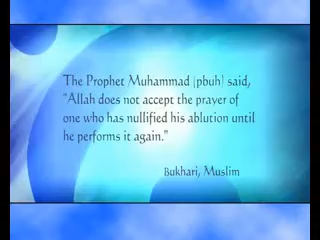 The Prophet Muhammad (pbuh) said,
"Allah does not accept the prayer of
one who has nullified his ablution until
he performs it again."
Bukhari, Muslim